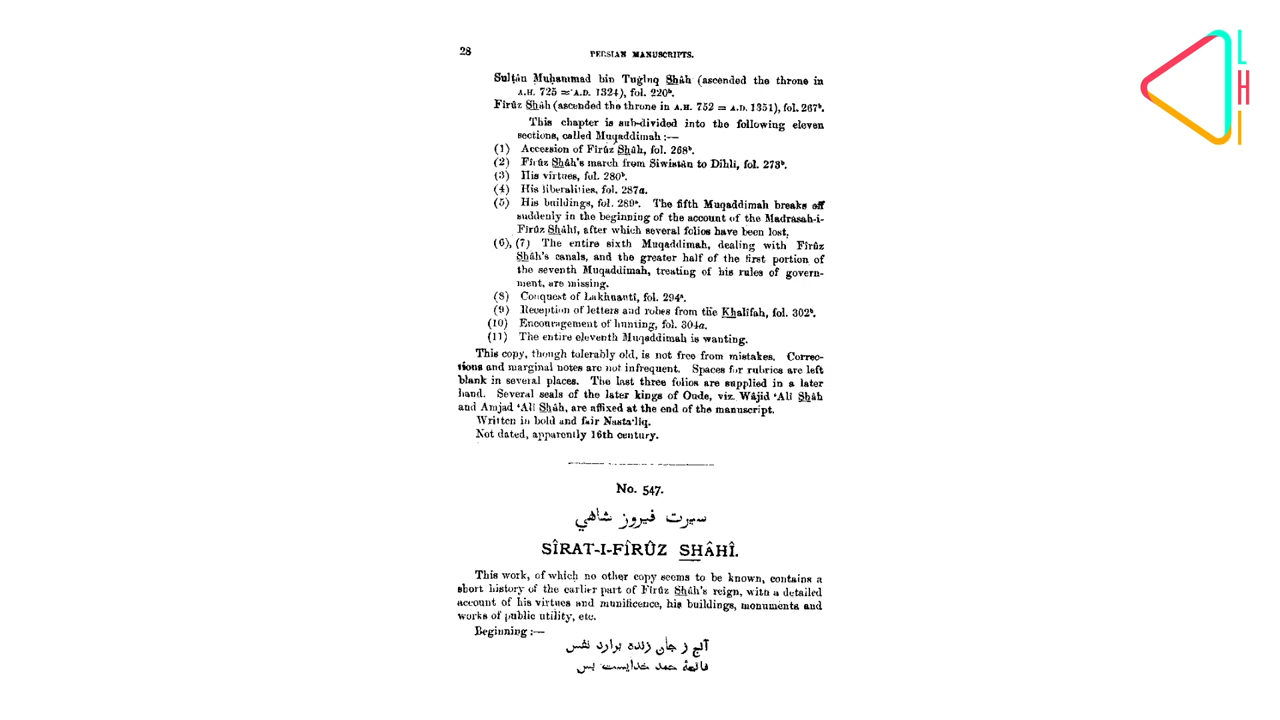 28
PERSIAN MANUSCRIPTS.
Sulṭân Muḥammad bin Tuġlnq Shâh (ascended the throne in
A.H. 725 = A.D. 1324), fol. 220ᵇ.
Fîrûz Shâh (ascended the throne in A.H. 752 = A.D. 1351), fol. 267ᵇ.
This chapter is sub-divided into the following eleven
sections, called Muqaddimah :—
(1) Accession of Fîrûz Shâh, fol. 268ᵇ.
(2) Fîrûz Shâh's march from Siwistân to Dihlî, fol. 273ᵇ.
(3) His virtues, fol. 280ᵇ.
(4) His liberalities, fol. 287a.
(5) His buildings, fol. 289ᵃ. The fifth Muqaddimah breaks off
suddenly in the beginning of the account of the Madrasah-i-
Fîrûz Shâhî, after which several folios have been lost.
(6), (7) The entire sixth Muqaddimah, dealing with Fîrûz
Shâh's canals, and the greater half of the first portion of
the seventh Muqaddimah, treating of his rules of govern-
ment, are missing.
(8) Conquest of Lakhnantî, fol. 294ᵃ.
(9) Reception of letters and robes from the Khalîfah, fol. 302ᵇ.
(10) Encouragement of hunting, fol. 304a.
(11) The entire eleventh Muqaddimah is wanting.
This copy, though tolerably old, is not free from mistakes. Correc-
tions and marginal notes are not infrequent. Spaces for rubrics are left
blank in several places. The last three folios are supplied in a later
hand. Several seals of the later kings of Oude, viz. Wâjid ‘Alî Shâh
and Amjad ‘Alî Shâh, are affixed at the end of the manuscript.
Written in bold and fair Nasta‘lîq.
Not dated, apparently 16th century.
No. 547.
سيرت فيروز شاهي
SÎRAT-I-FÎRÛZ SHÂHÎ.
This work, of which no other copy seems to be known, contains a
short history of the earlier part of Fîrûz Shâh's reign, with a detailed
account of his virtues and munificence, his buildings, monuments and
works of public utility, etc.
Beginning :—
ز جان زنده برارد نفس
حمد خدايست بس
L
H
I